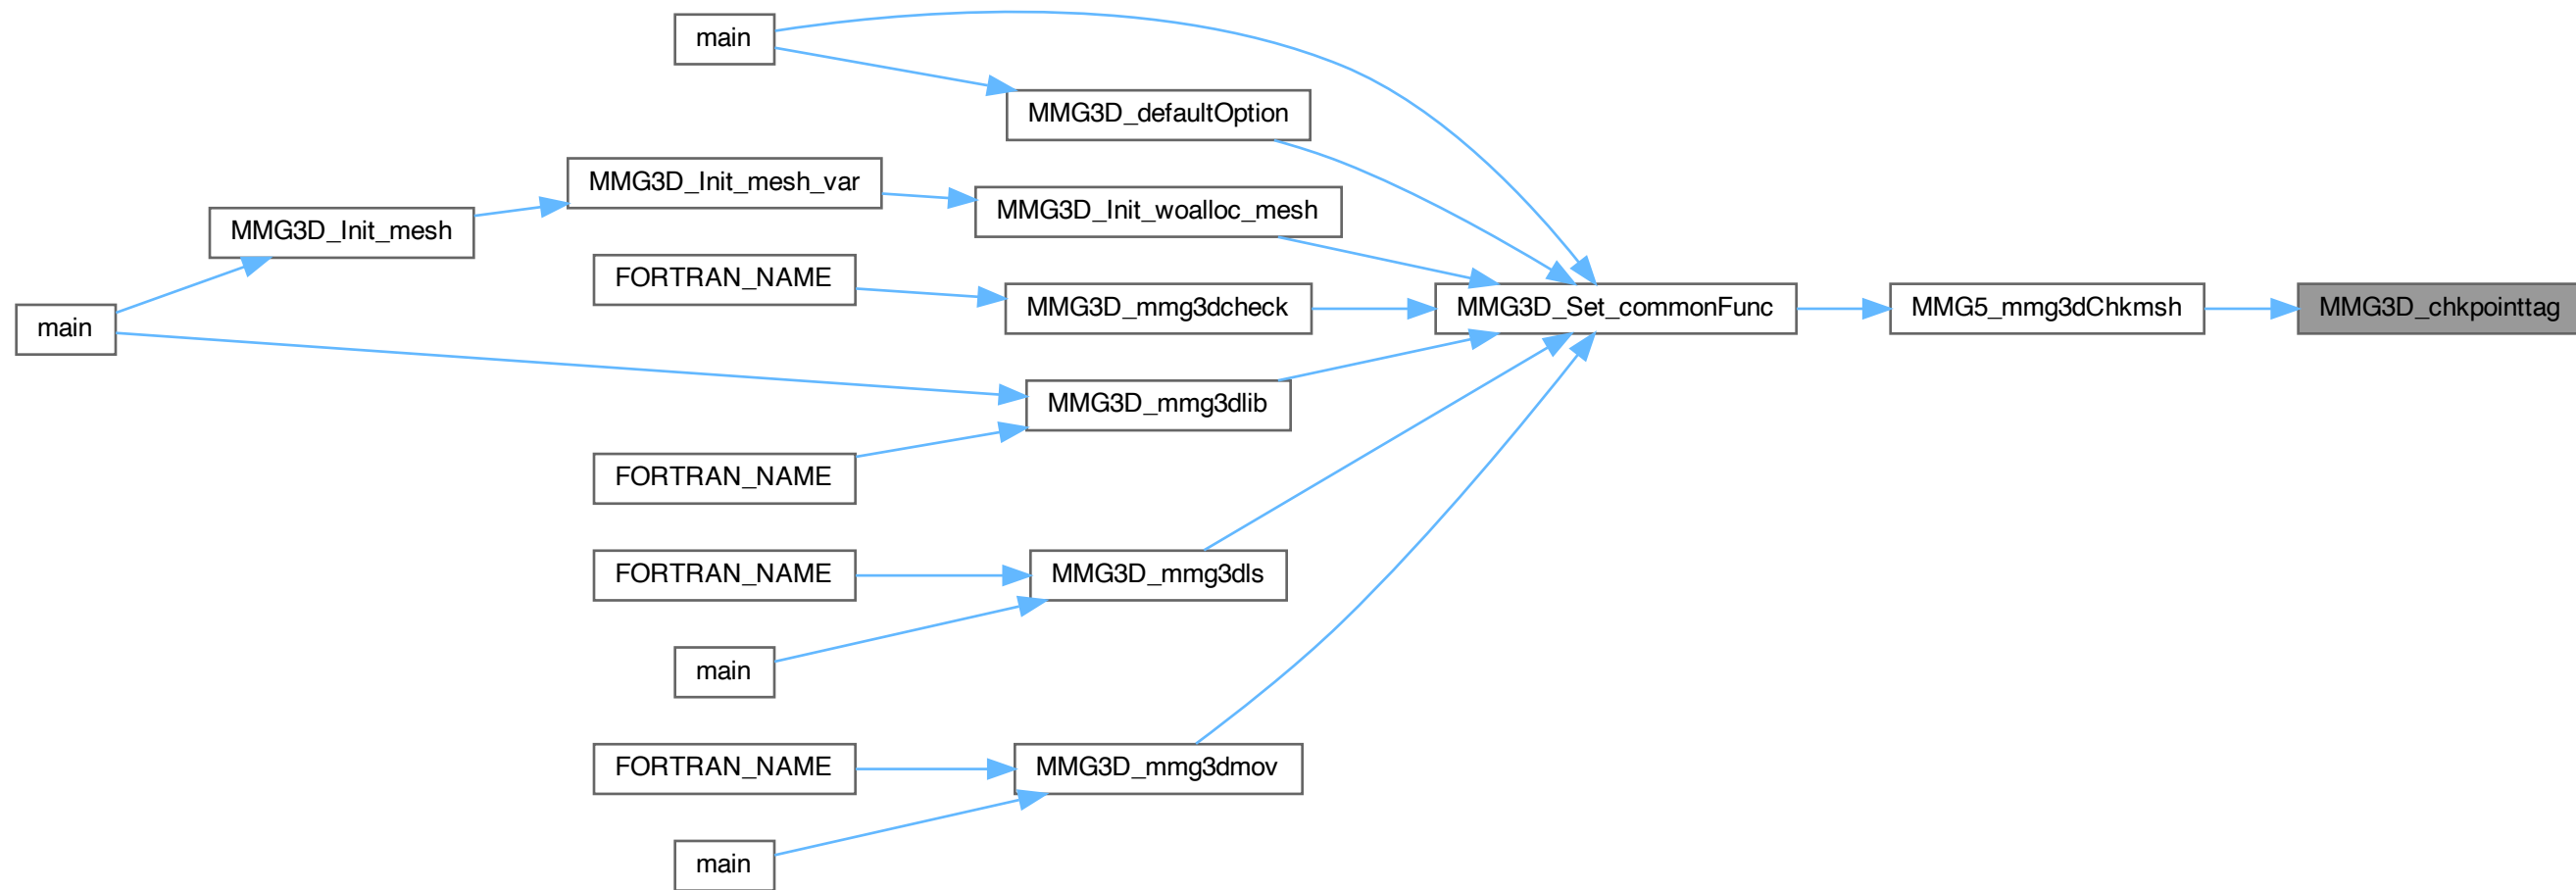 main
MMG3D_defaultOption
MMG3D_Init_mesh_var
MMG3D_Init_woalloc_mesh
MMG3D_Init_mesh
FORTRAN_NAME
MMG3D_mmg3dcheck
MMG3D_Set_commonFunc
MMG5_mmg3dChkmsh
MMG3D_chkpointtag
main
MMG3D_mmg3dlib
FORTRAN_NAME
FORTRAN_NAME
MMG3D_mmg3dls
main
FORTRAN_NAME
MMG3D_mmg3dmov
main